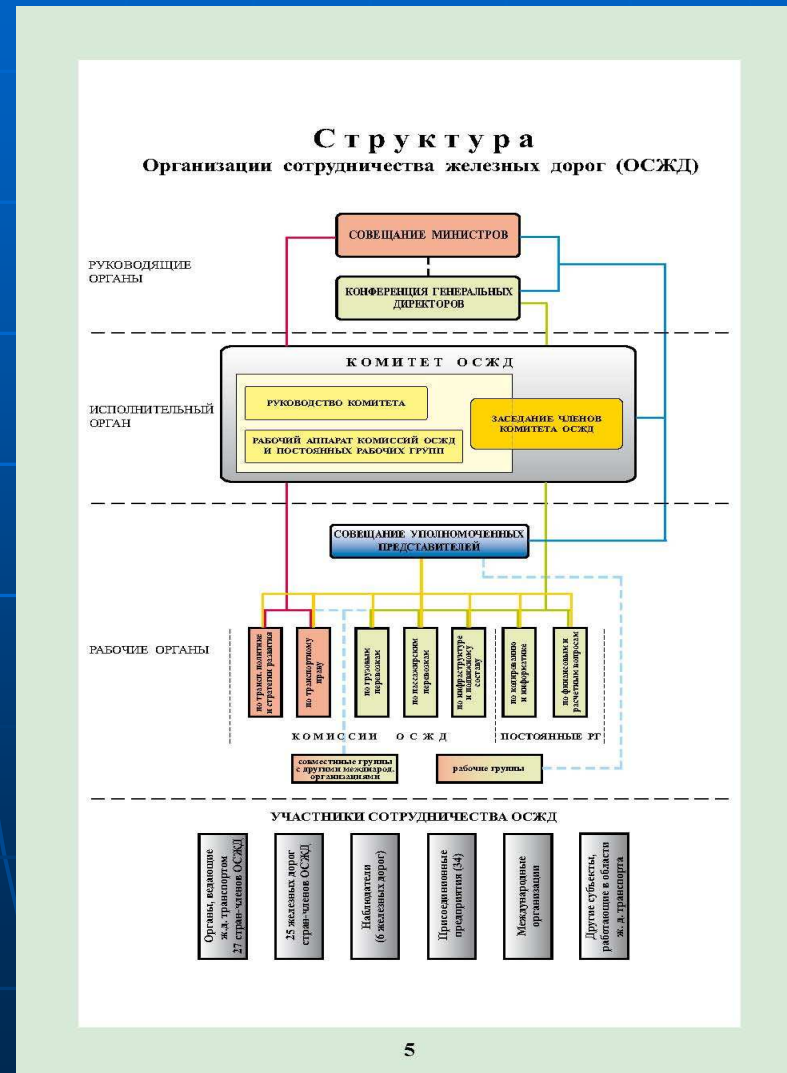 Структура
Организации сотрудничества железных дорог (ОСЖД)
СОВЕЩАНИЕ МИНИСТРОВ
РУКОВОДЯЩИЕ
ОРГАНЫ
КОНФЕРЕНЦИЯ ГЕНЕРАЛЬНЫХ
ДИРЕКТОРОВ
КОМИТЕТ ОСЖД
РУКОВОДСТВО КОМИТЕТА
ИСПОЛНИТЕЛЬНЫЙ
ОРГАН
ЗАСЕДАНИЕ ЧЛЕНОВ
КОМИТЕТА ОСЖД
РАБОЧИЙ АППАРАТ КОМИССИЙ ОСЖД
И ПОСТОЯННЫХ РАБОЧИХ ГРУПП
СОВЕЩАНИЕ УПОЛНОМОЧЕННЫХ
ПРЕДСТАВИТЕЛЕЙ
РАБОЧИЕ ОРГАНЫ
по трансп. политике
и стратегии развития
по транспортному
праву
по грузовым
перевозкам
по пассажирским
перевозкам
по инфраструктуре
и подвижному
составу
по кодированию
и информатике
по финансовым и
расчетным вопросам
КОМИССИИ ОСЖД
ПОСТОЯННЫЕ РГ
совместные группы
с другими международ.
организациями
рабочие группы
УЧАСТНИКИ СОТРУДНИЧЕСТВА ОСЖД
Органы, ведающие
ж.д. транспортом
27 стран-членов ОСЖД
25 железных дорог
стран-членов ОСЖД
Наблюдатели
(6 железных дорог)
Присоединионные
предприятия (34)
Международные
организации
Другие субъекты,
работающие в области
ж. д. транспорта
5